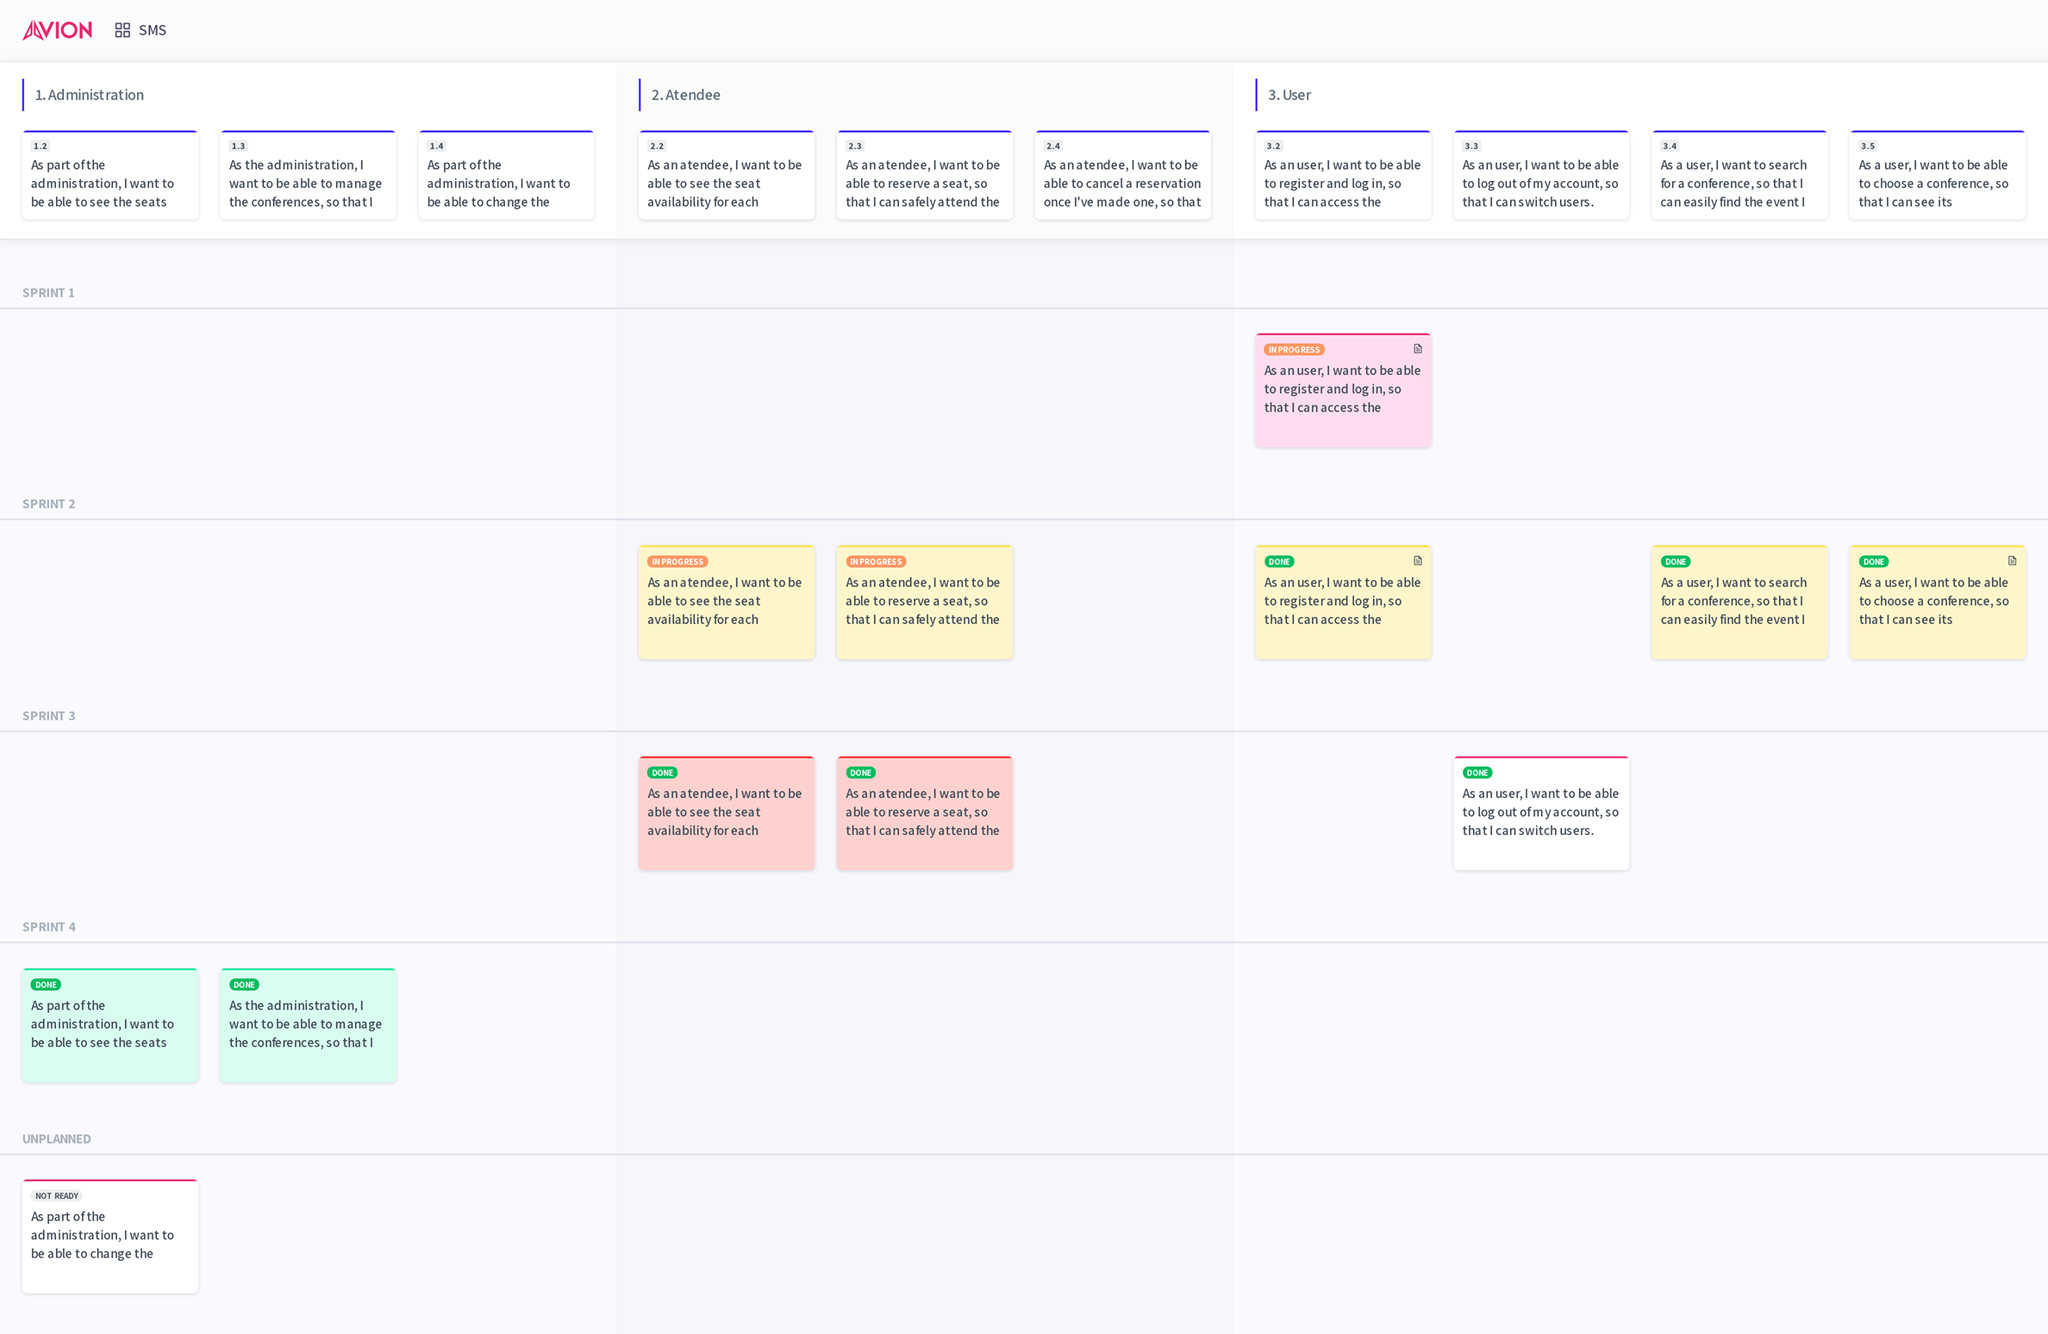 AVION SMS
1. Administration
2. Atendee
3. User
1.2
As part of the
administration, I want to
be able to see the seats
1.3
As the administration, I
want to be able to manage
the conferences, so that I
1.4
As part of the
administration, I want to
be able to change the
2.2
As an atendee, I want to be
able to see the seat
availability for each
2.3
As an atendee, I want to be
able to reserve a seat, so
that I can safely attend the
2.4
As an atendee, I want to be
able to cancel a reservation
once I've made one, so that
3.2
As an user, I want to be able
to register and log in, so
that I can access the
3.3
As an user, I want to be able
to log out of my account, so
that I can switch users.
3.4
As a user, I want to search
for a conference, so that I
can easily find the event I
3.5
As a user, I want to be able
to choose a conference, so
that I can see its
SPRINT 1
IN PROGRESS
As an user, I want to be able
to register and log in, so
that I can access the
SPRINT 2
IN PROGRESS
As an atendee, I want to be
able to see the seat
availability for each
IN PROGRESS
As an atendee, I want to be
able to reserve a seat, so
that I can safely attend the
DONE
As an user, I want to be able
to register and log in, so
that I can access the
DONE
As a user, I want to search
for a conference, so that I
can easily find the event I
DONE
As a user, I want to be able
to choose a conference, so
that I can see its
SPRINT 3
DONE
As an atendee, I want to be
able to see the seat
availability for each
DONE
As an atendee, I want to be
able to reserve a seat, so
that I can safely attend the
DONE
As an user, I want to be able
to log out of my account, so
that I can switch users.
SPRINT 4
DONE
As part of the
administration, I want to
be able to see the seats
DONE
As the administration, I
want to be able to manage
the conferences, so that I
UNPLANNED
NOT READY
As part of the
administration, I want to
be able to change the